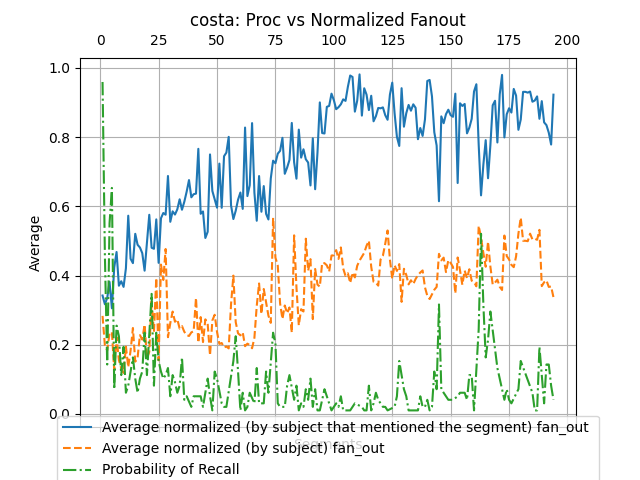 costa: Proc vs Normalized Fanout
0 25 50 75 100 125 150 175 200
1.0
0.8
0.6
0.4
0.2
0.0
Average
Segments
Average normalized (by subject that mentioned the segment) fan_out
Average normalized (by subject) fan_out
Probability of Recall